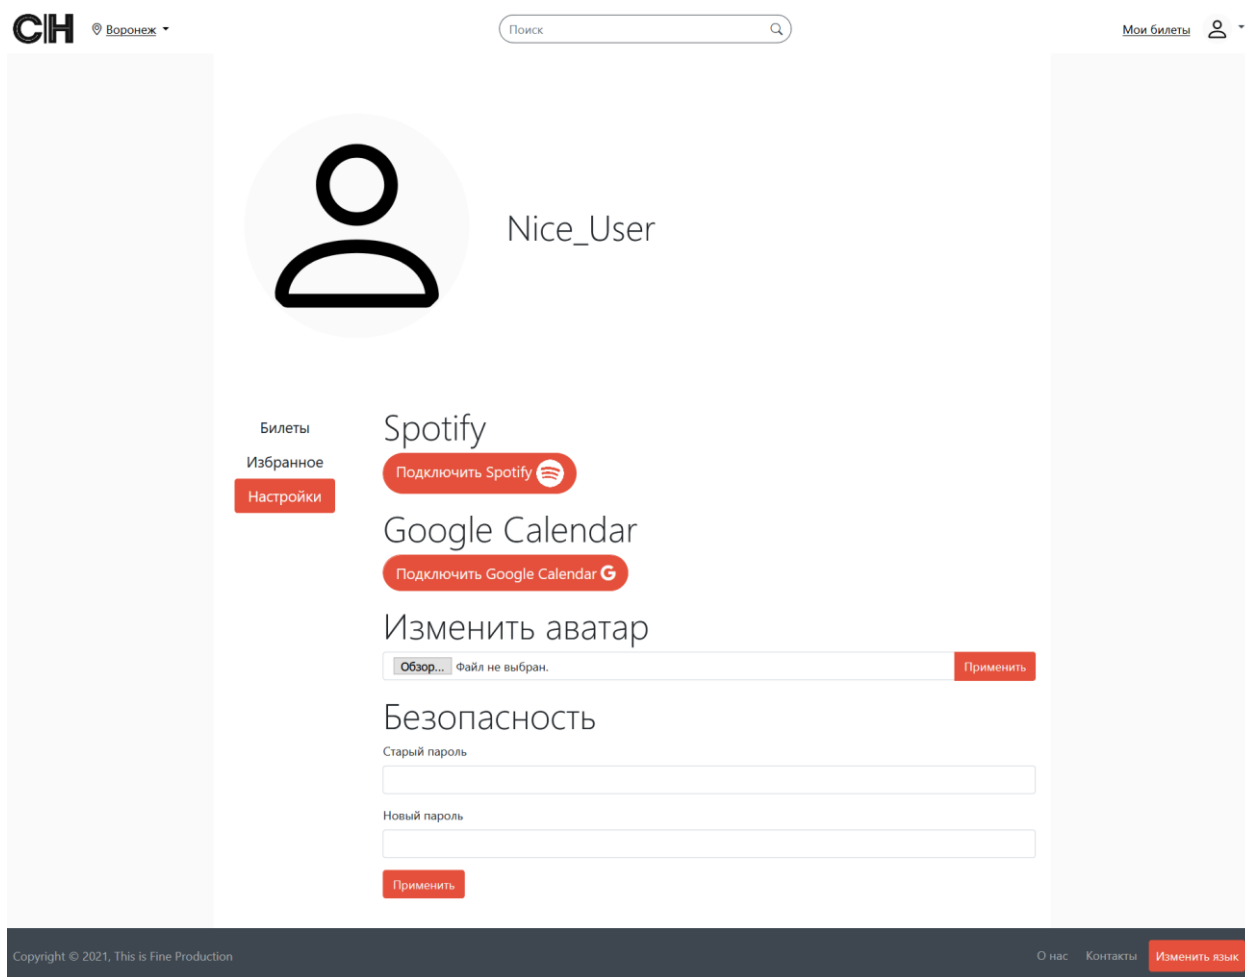 CH
Воронеж
Поиск
Мои билеты
Nice_User
Билеты
Избранное
Настройки
Spotify
Подключить Spotify
Google Calendar
Подключить Google Calendar G
Изменить аватар
Обзор... Файл не выбран.
Применить
Безопасность
Старый пароль
Новый пароль
Применить
Copyright © 2021, This is Fine Production
О нас
Контакты
Изменить язык